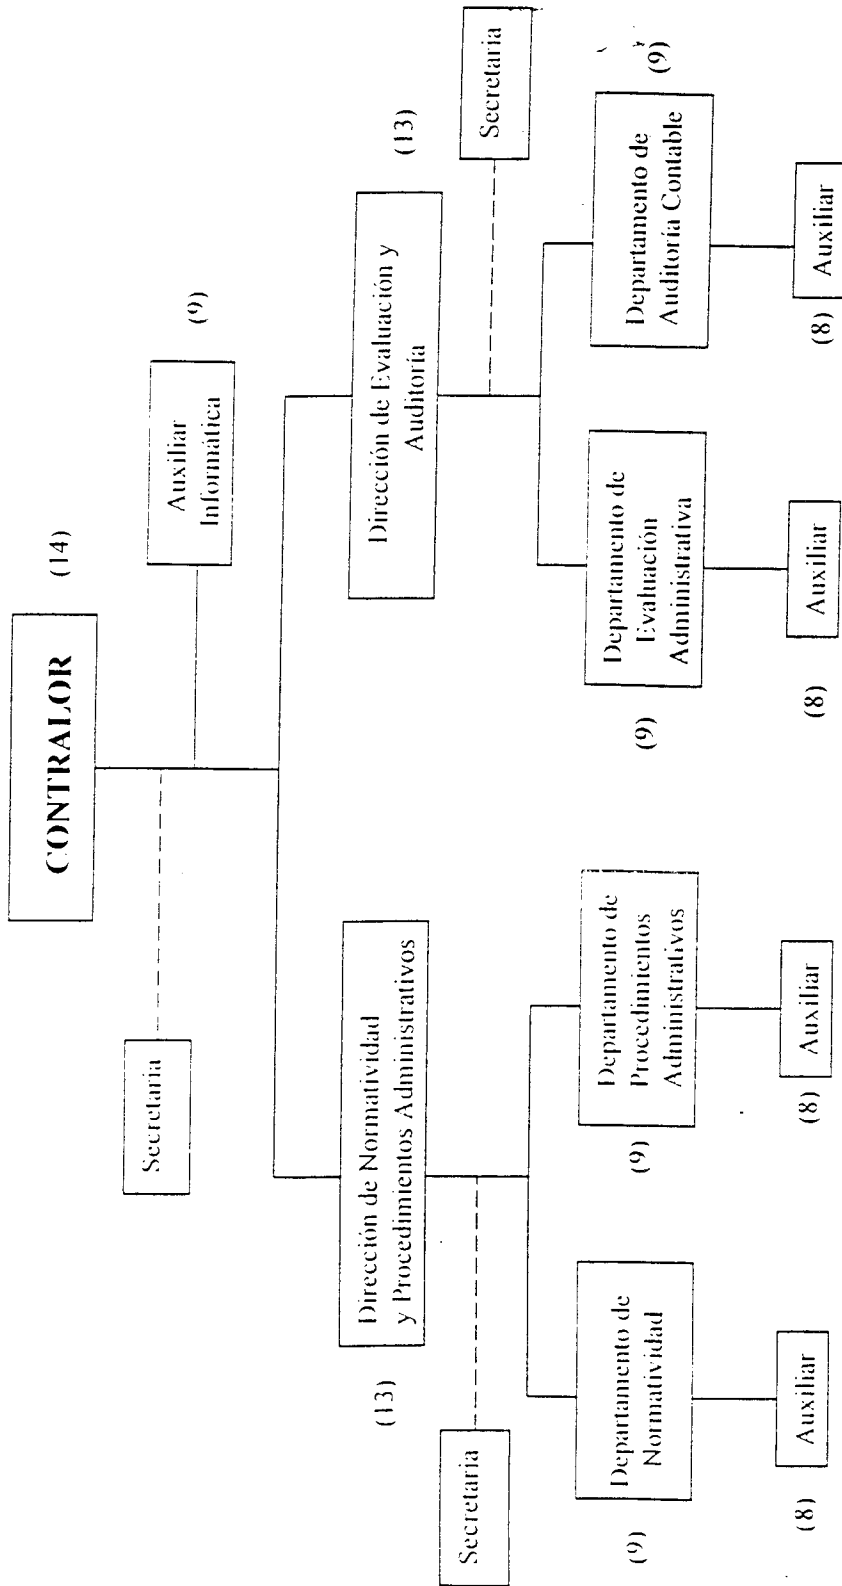 CONTRALOR
(14)
Secretaria
Auxiliar
Informática
(9)
Dirección de Normatividad
y Procedimientos Administrativos
(13)
Dirección de Evaluación y
Auditoría
(13)
Secretaria
Secretaria
Departamento de
Normatividad
(9)
Departamento de
Procedimientos
Administrativos
(9)
Departamento de
Evaluación
Administrativa
(9)
Departamento de
Auditoría Contable
(9)
Auxiliar
(8)
Auxiliar
(8)
Auxiliar
(8)
Auxiliar
(8)